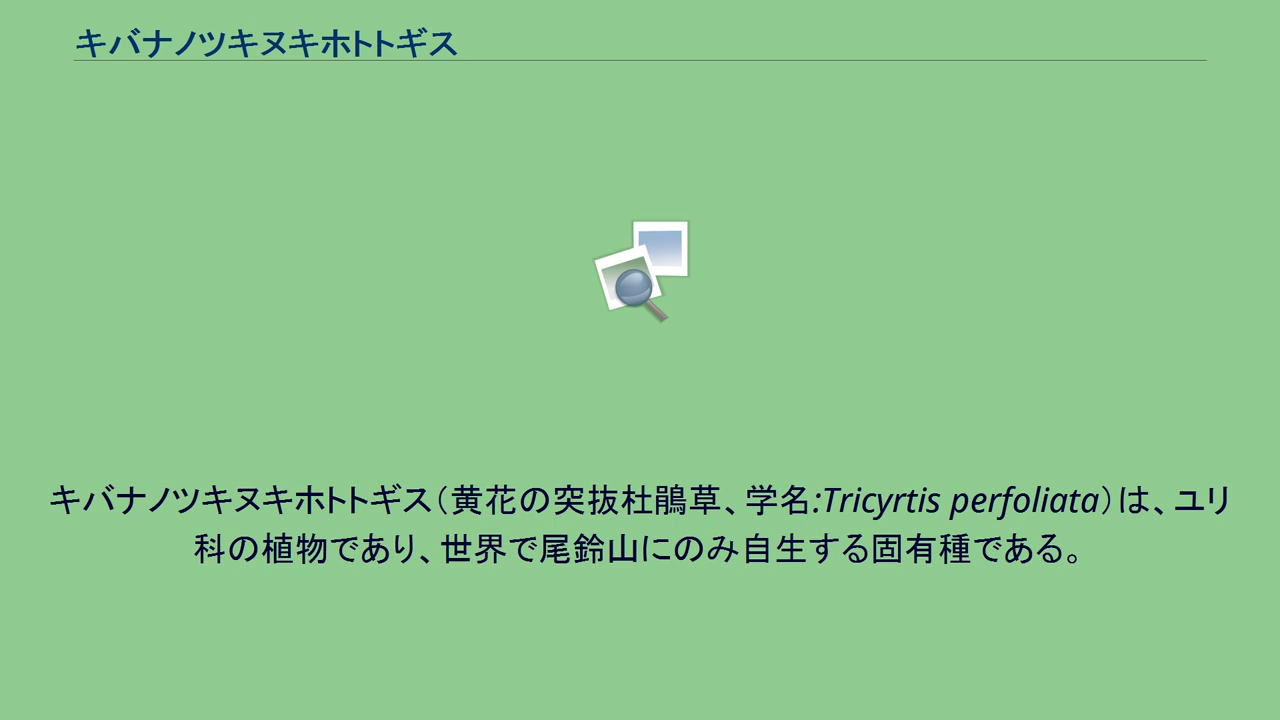 キバナノツキヌキホトトギス
キバナノツキヌキホトトギス（黄花の突抜杜鵑草、学名:Tricyrtis perfoliata）は、ユリ
科の植物であり、世界で尾鈴山にのみ自生する固有種である。